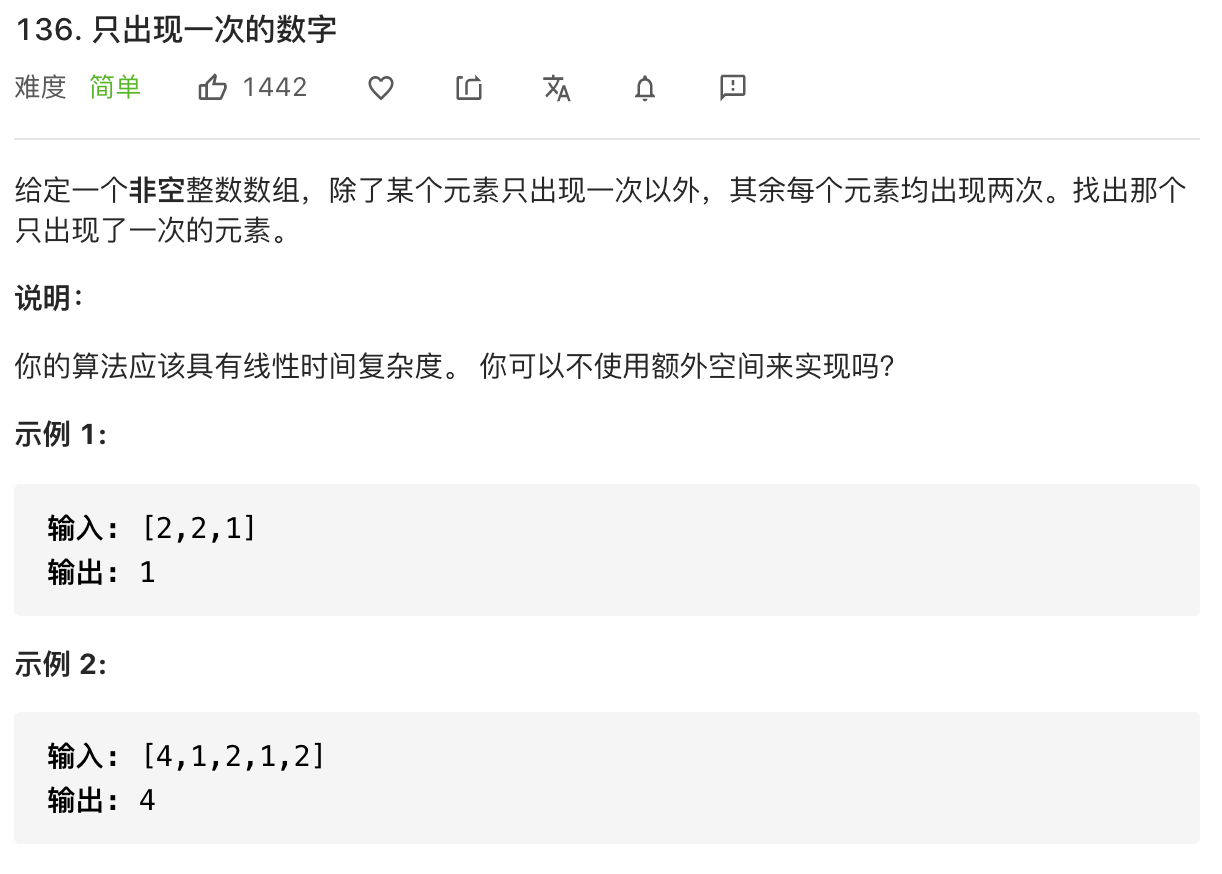 136. 只出现一次的数字
难度 简单 1442
给定一个非空整数数组，除了某个元素只出现一次以外，其余每个元素均出现两次。找出那个
只出现了一次的元素。
说明：
你的算法应该具有线性时间复杂度。 你可以不使用额外空间来实现吗？
示例 1:
输入: [2,2,1]
输出: 1
示例 2:
输入: [4,1,2,1,2]
输出: 4